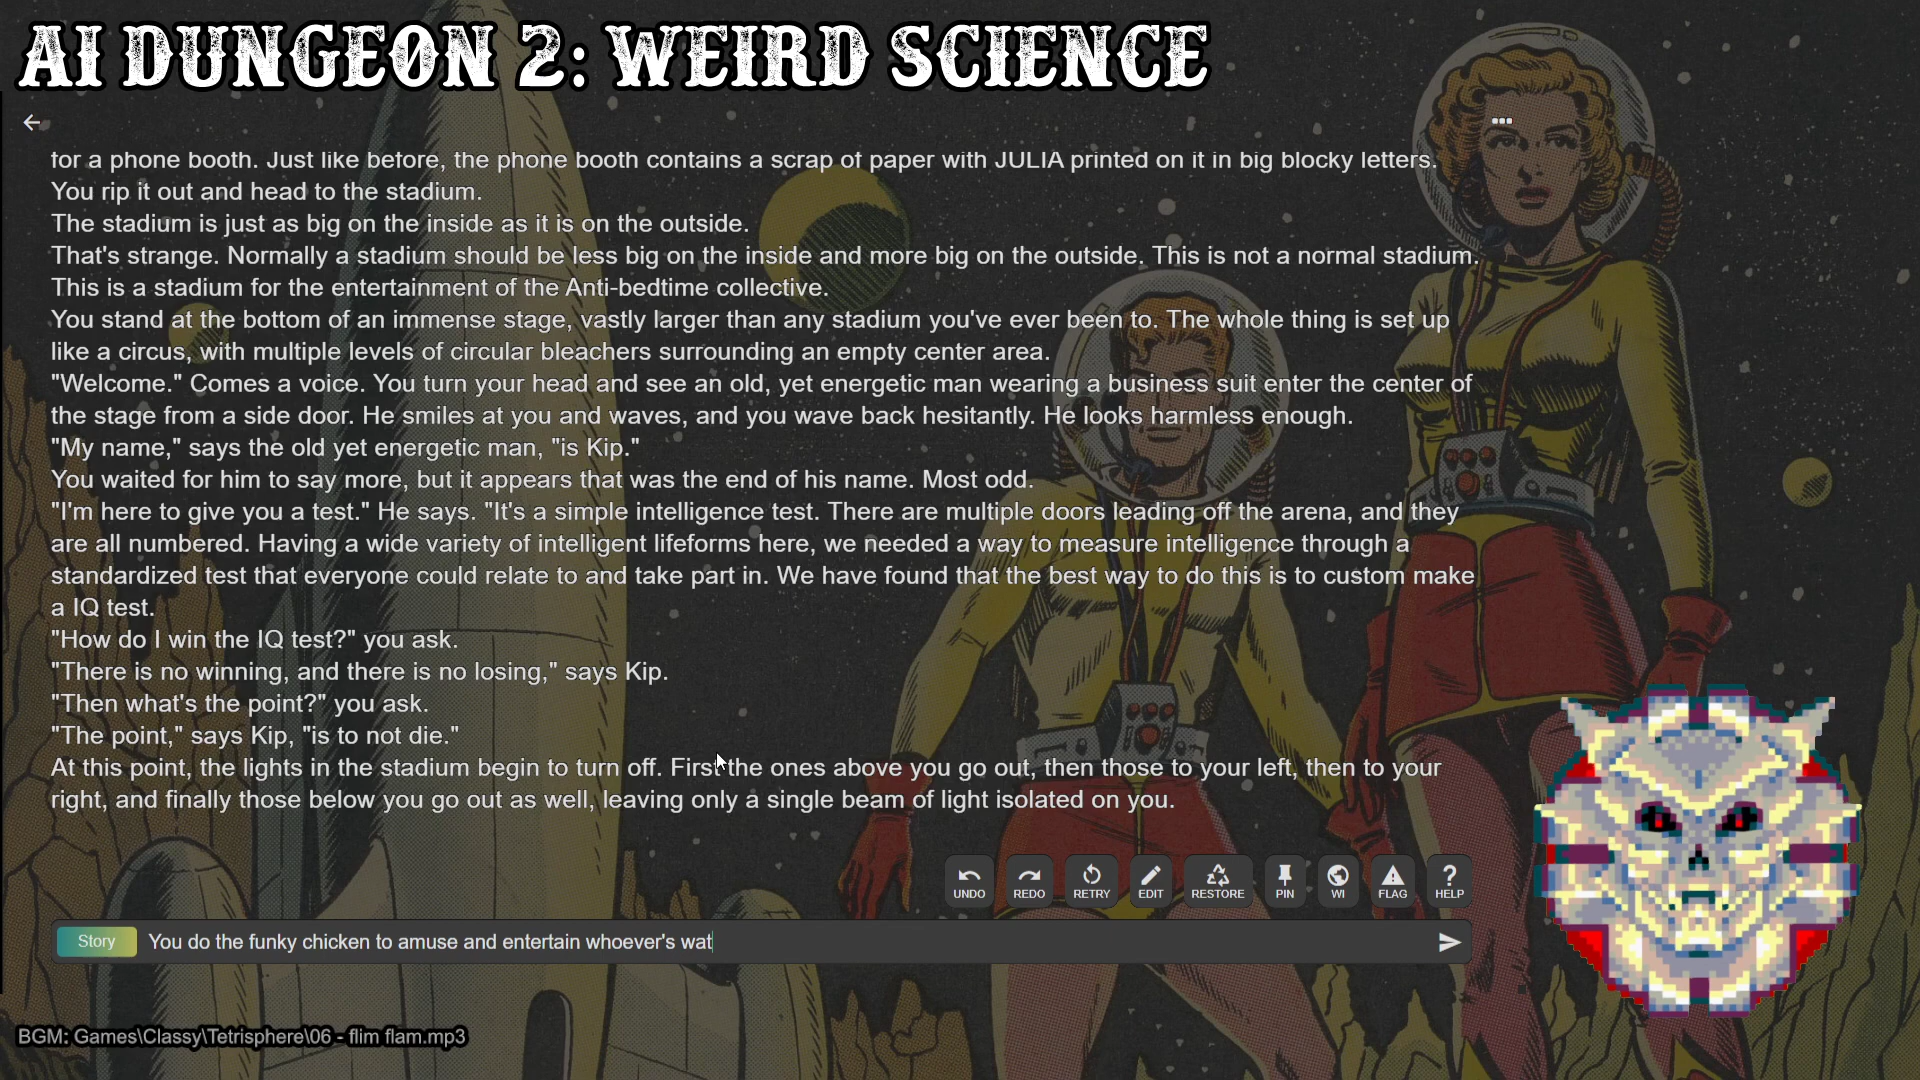 AI DUNGEON 2: WEIRD SCIENCE
for a phone booth. Just like before, the phone booth contains a scrap of paper with JULIA printed on it in big blocky letters.
You rip it out and head to the stadium.
The stadium is just as big on the inside as it is on the outside.
That's strange. Normally a stadium should be less big on the inside and more big on the outside. This is not a normal stadium.
This is a stadium for the entertainment of the Anti-bedtime collective.
You stand at the bottom of an immense stage, vastly larger than any stadium you've ever been to. The whole thing is set up
like a circus, with multiple levels of circular bleachers surrounding an empty center area.
"Welcome." Comes a voice. You turn your head and see an old, yet energetic man wearing a business suit enter the center of
the stage from a side door. He smiles at you and waves, and you wave back hesitantly. He looks harmless enough.
"My name," says the old yet energetic man, "is Kip."
You waited for him to say more, but it appears that was the end of his name. Most odd.
"I'm here to give you a test." He says. "It's a simple intelligence test. There are multiple doors leading off the arena, and they
are all numbered. Having a wide variety of intelligent lifeforms here, we needed a way to measure intelligence through a
standardized test that everyone could relate to and take part in. We have found that the best way to do this is to custom make
a IQ test.
"How do I win the IQ test?" you ask.
"There is no winning, and there is no losing," says Kip.
"Then what's the point?" you ask.
"The point," says Kip, "is to not die."
At this point, the lights in the stadium begin to turn off. First the ones above you go out, then those to your left, then to your
right, and finally those below you go out as well, leaving only a single beam of light isolated on you.
UNDO REDO RETRY EDIT RESTORE PIN WI FLAG HELP
Story You do the funky chicken to amuse and entertain whoever's wat
BGM: Games\Classy\Tetrisphere\06 - flim flam.mp3